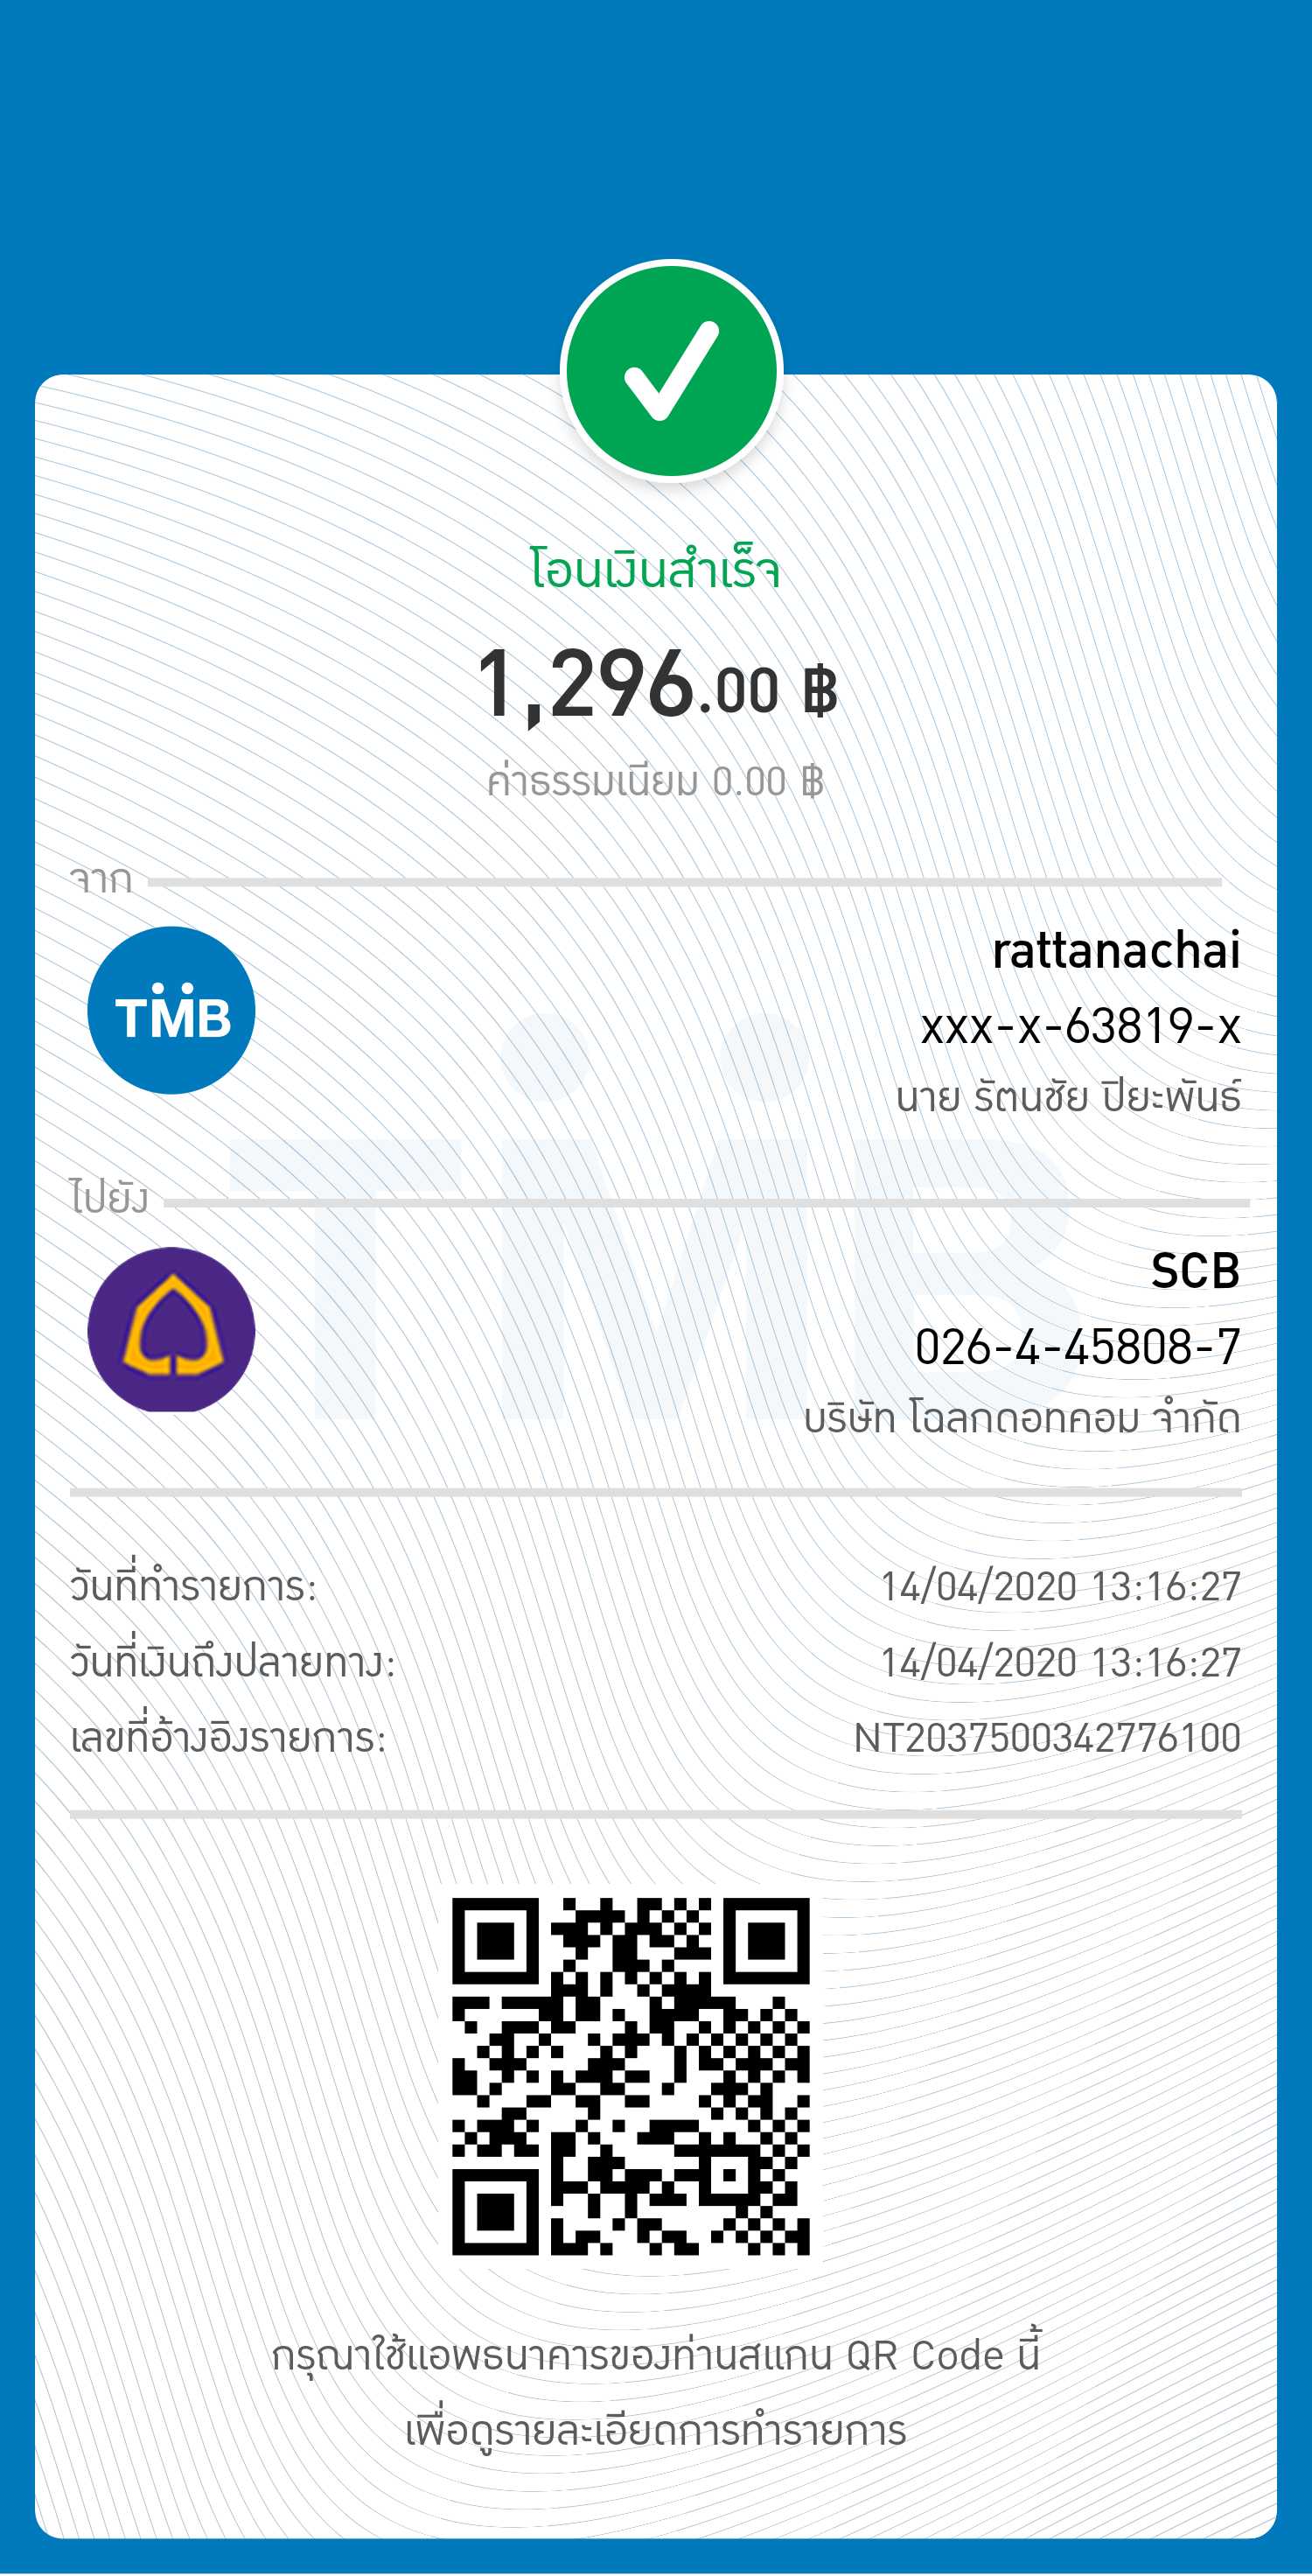 โอนเงินสำเร็จ
1,296.00 ฿
ค่าธรรมเนียม 0.00 ฿
จาก
TMB
rattanachai
xxx-x-63819-x
นาย รัตนชัย ปิยะพันธ์
ไปยัง
SCB
026-4-45808-7
บริษัท โฉลกดอทคอม จำกัด
วันที่ทำรายการ: 14/04/2020 13:16:27
วันที่เงินถึงปลายทาง: 14/04/2020 13:16:27
เลขที่อ้างอิงรายการ: NT2037500342776100
กรุณาใช้แอพธนาคารของท่านสแกน QR Code นี้
เพื่อดูรายละเอียดการทำรายการ